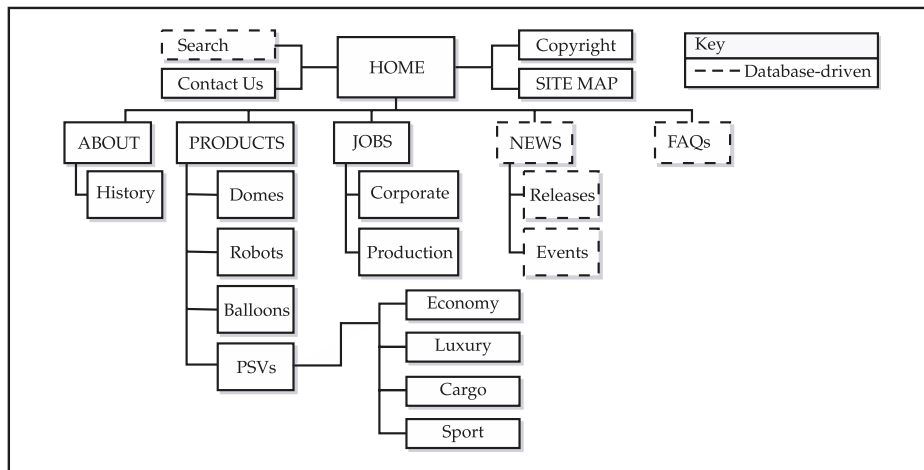 Search
HOME
Copyright
Contact Us
SITE MAP
Key
Database-driven
ABOUT
PRODUCTS
JOBS
NEWS
FAQs
History
Domes
Corporate
Releases
Robots
Production
Events
Balloons
Economy
PSVs
Luxury
Cargo
Sport